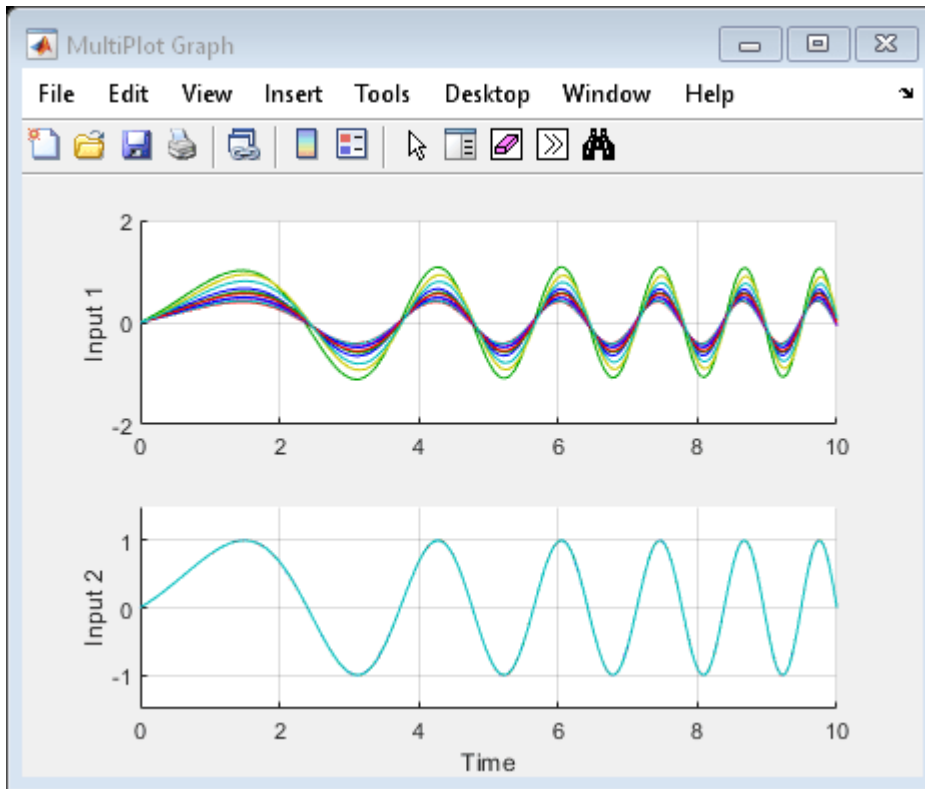 MultiPlot Graph
File Edit View Insert Tools Desktop Window Help
2
0
-2
Input 1
0 2 4 6 8 10
1
0
-1
Input 2
0 2 4 6 8 10
Time